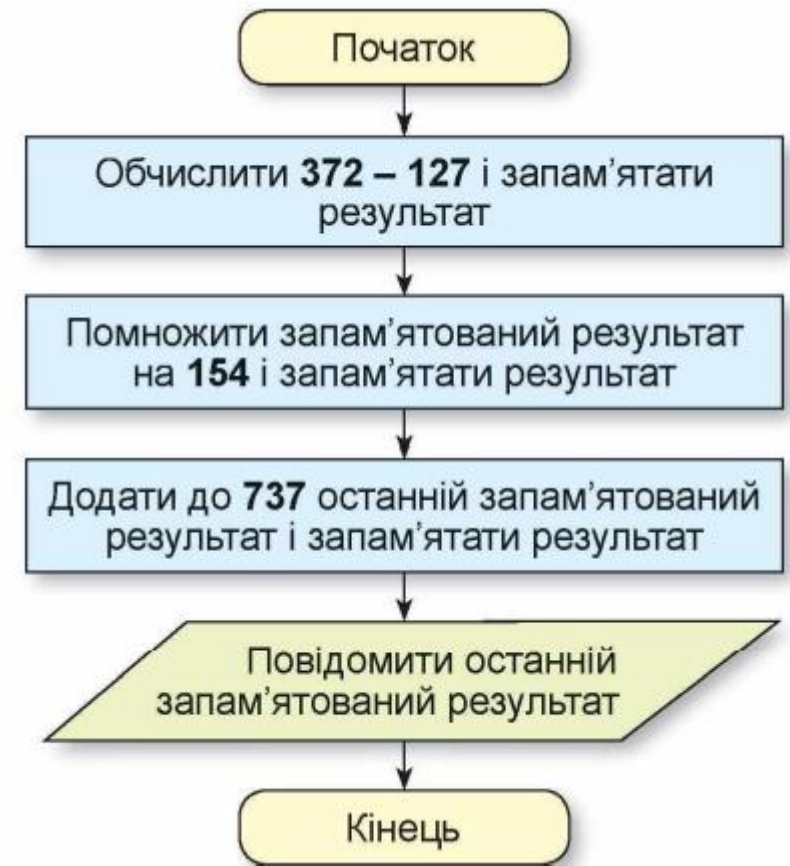 Початок
Обчислити 372 – 127 і запам’ятати
результат
Помножити запам’ятований результат
на 154 і запам’ятати результат
Додати до 737 останній запам’ятований
результат і запам’ятати результат
Повідомити останній
запам’ятований результат
Кінець